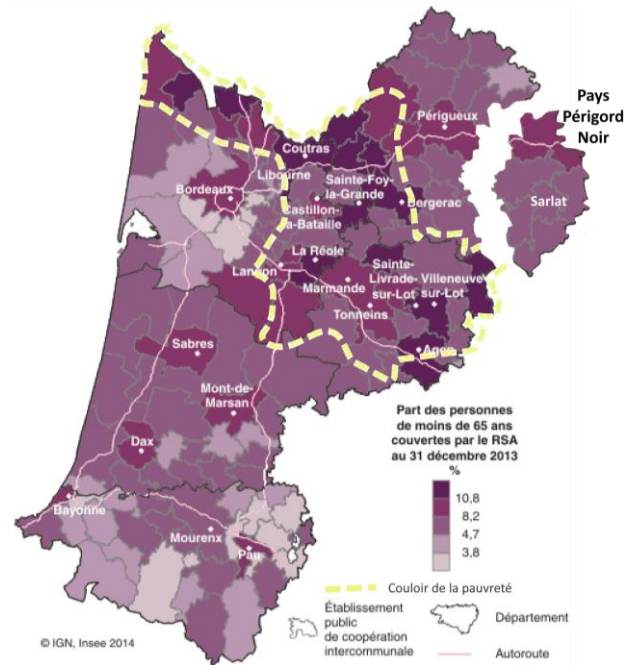 Pays
Périgord
Noir
Périgueux
Coutras
Libourne
Sainte-Foy-
la-Grande
Bordeaux
Sarlat
Bergerac
Castillon-
la-Bataille
La Réole
Langon
Sainte-
Livrade-
sur-Lot
Villeneuve
sur-Lot
Marmande
Tonneins
Agen
Sabres
Mont-de-
Marsan
Dax
Bayonne
Mourenx
Pau
Part des personnes
de moins de 65 ans
couvertes par le RSA
au 31 décembre 2013
%
10,8
8,2
4,7
3,8
Couloir de la pauvreté
Établissement
public
de coopération
intercommunale
Département
Autoroute
© IGN, Insee 2014